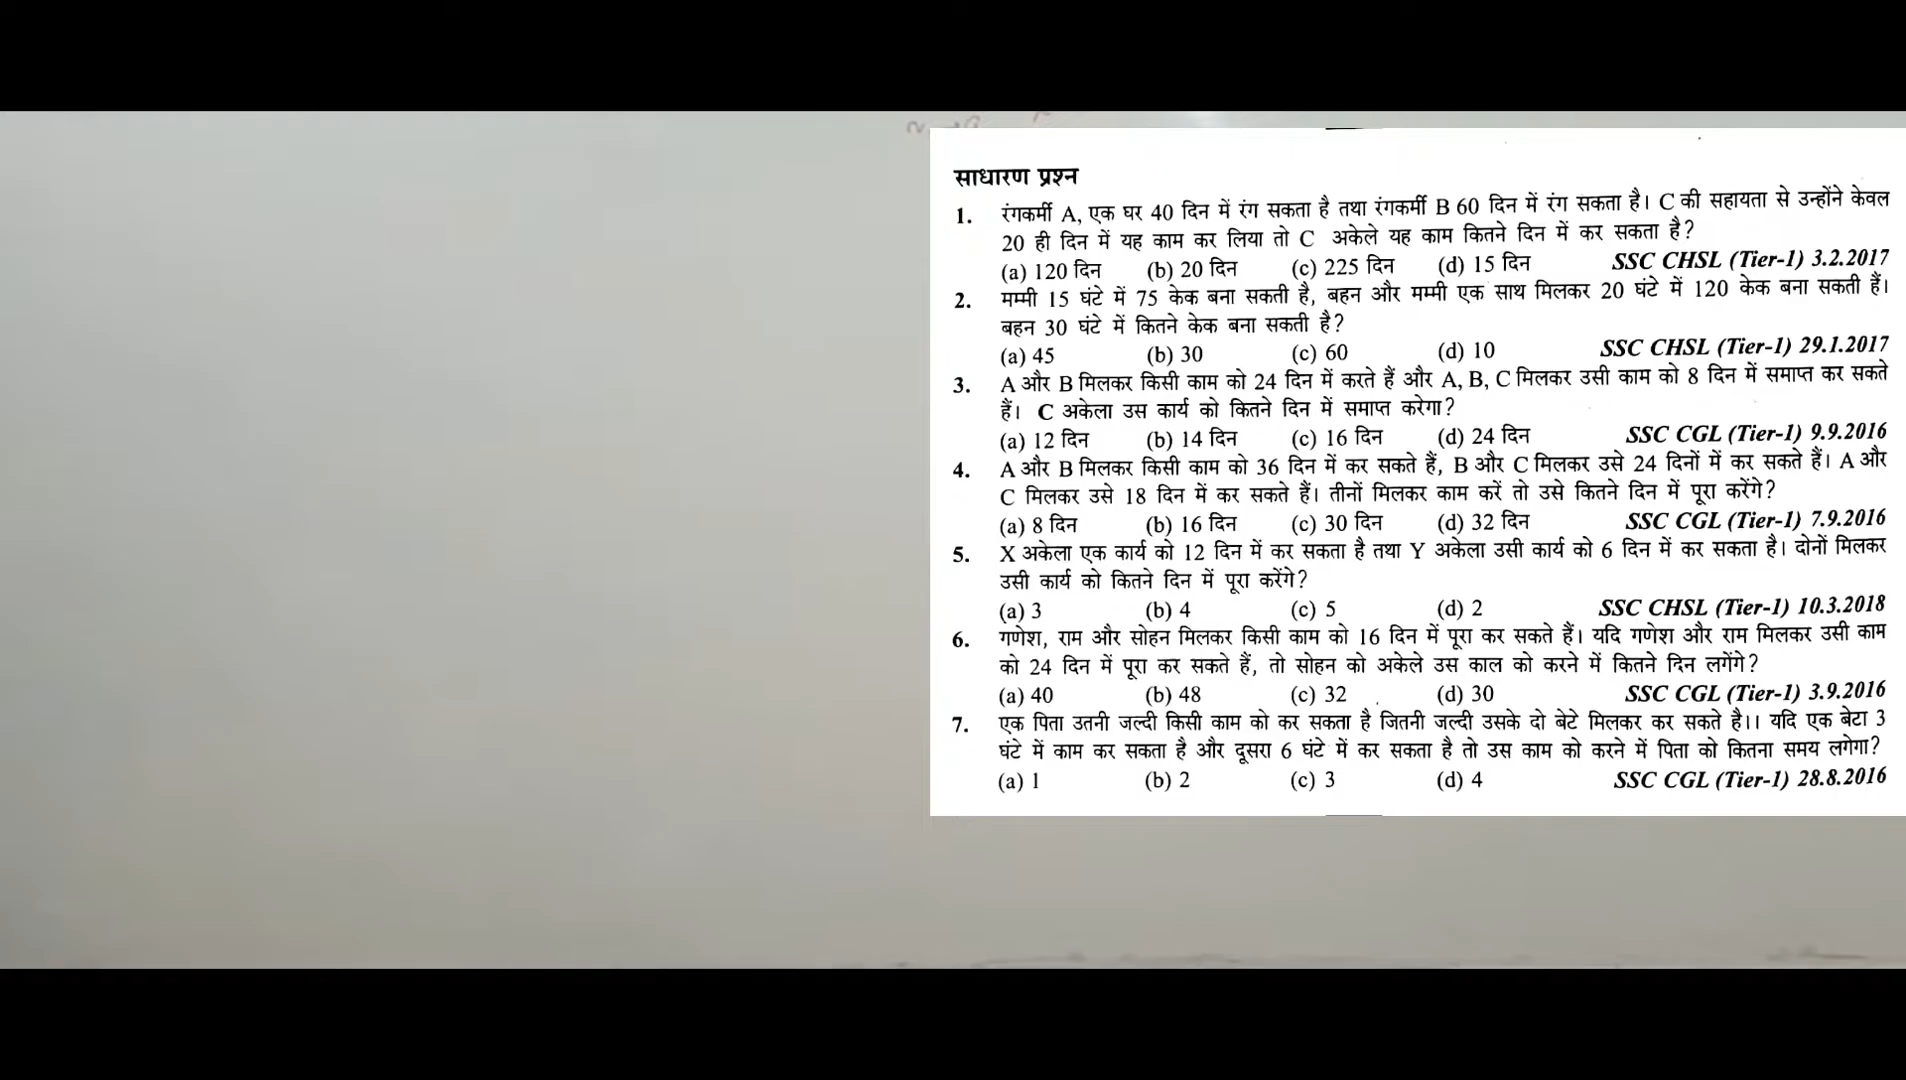 साधारण प्रश्न
1. रंगकर्मी A, एक घर 40 दिन में रंग सकता है तथा रंगकर्मी B 60 दिन में रंग सकता है। C की सहायता से उन्होंने केवल
20 ही दिन में यह काम कर लिया तो C अकेले यह काम कितने दिन में कर सकता है?
(a) 120 दिन (b) 20 दिन (c) 225 दिन (d) 15 दिन SSC CHSL (Tier-1) 3.2.2017
2. मम्मी 15 घंटे में 75 केक बना सकती है, बहन और मम्मी एक साथ मिलकर 20 घंटे में 120 केक बना सकती हैं।
बहन 30 घंटे में कितने केक बना सकती है?
(a) 45 (b) 30 (c) 60 (d) 10 SSC CHSL (Tier-1) 29.1.2017
3. A और B मिलकर किसी काम को 24 दिन में करते हैं और A, B, C मिलकर उसी काम को 8 दिन में समाप्त कर सकते
हैं। C अकेला उस कार्य को कितने दिन में समाप्त करेगा?
(a) 12 दिन (b) 14 दिन (c) 16 दिन (d) 24 दिन SSC CGL (Tier-1) 9.9.2016
4. A और B मिलकर किसी काम को 36 दिन में कर सकते हैं, B और C मिलकर उसे 24 दिनों में कर सकते हैं। A और
C मिलकर उसे 18 दिन में कर सकते हैं। तीनों मिलकर काम करें तो उसे कितने दिन में पूरा करेंगे?
(a) 8 दिन (b) 16 दिन (c) 30 दिन (d) 32 दिन SSC CGL (Tier-1) 7.9.2016
5. X अकेला एक कार्य को 12 दिन में कर सकता है तथा Y अकेला उसी कार्य को 6 दिन में कर सकता है। दोनों मिलकर
उसी कार्य को कितने दिन में पूरा करेंगे?
(a) 3 (b) 4 (c) 5 (d) 2 SSC CHSL (Tier-1) 10.3.2018
6. गणेश, राम और सोहन मिलकर किसी काम को 16 दिन में पूरा कर सकते हैं। यदि गणेश और राम मिलकर उसी काम
को 24 दिन में पूरा कर सकते हैं, तो सोहन को अकेले उस काल को करने में कितने दिन लगेंगे?
(a) 40 (b) 48 (c) 32 (d) 30 SSC CGL (Tier-1) 3.9.2016
7. एक पिता उतनी जल्दी किसी काम को कर सकता है जितनी जल्दी उसके दो बेटे मिलकर कर सकते है।। यदि एक बेटा 3
घंटे में काम कर सकता है और दूसरा 6 घंटे में कर सकता है तो उस काम को करने में पिता को कितना समय लगेगा?
(a) 1 (b) 2 (c) 3 (d) 4 SSC CGL (Tier-1) 28.8.2016